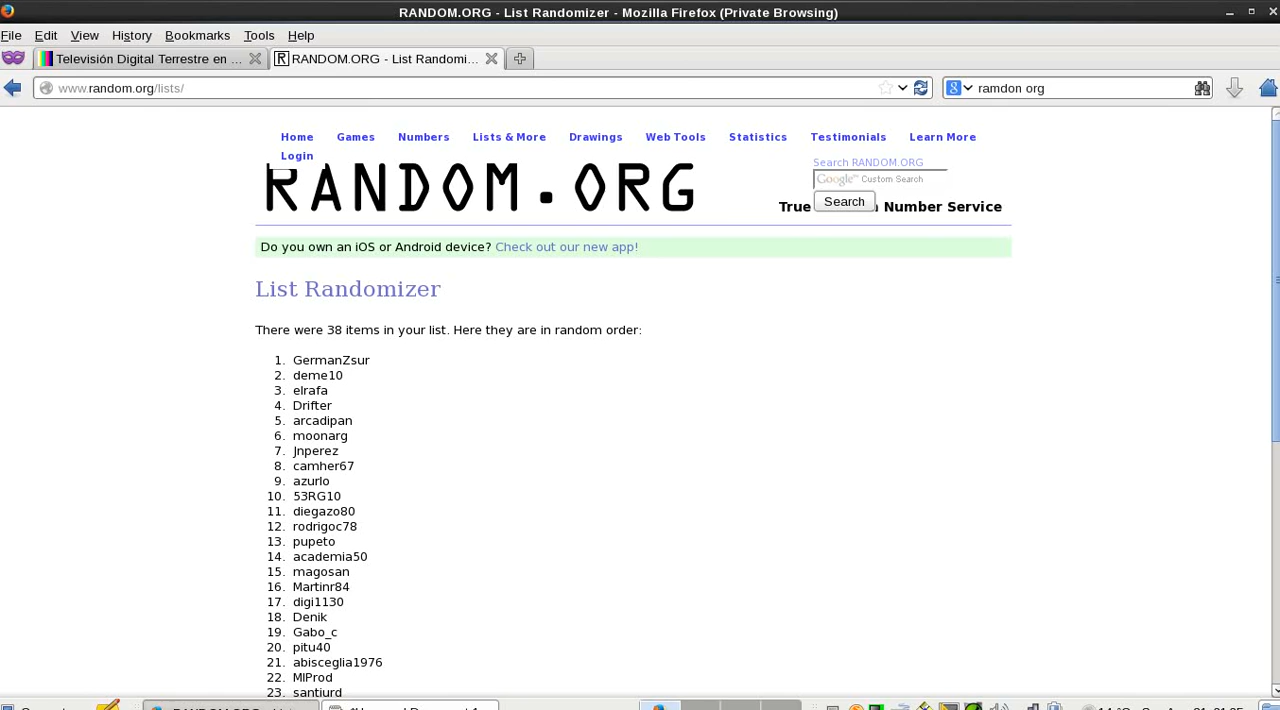 RANDOM.ORG - List Randomizer - Mozilla Firefox (Private Browsing)
File Edit View History Bookmarks Tools Help
Televisión Digital Terrestre en ... RANDOM.ORG - List Randomi...
www.random.org/lists/ ramdon org
Home Games Numbers Lists & More Drawings Web Tools Statistics Testimonials Learn More
Login
Search RANDOM.ORG
Google™ Custom Search
RANDOM.ORG
Search
True Number Service
Do you own an iOS or Android device? Check out our new app!
List Randomizer
There were 38 items in your list. Here they are in random order:
1. GermanZsur
2. deme10
3. elrafa
4. Drifter
5. arcadipan
6. moonarg
7. Jnperez
8. camher67
9. azurlo
10. 53RG10
11. diegazo80
12. rodrigoc78
13. pupeto
14. academia50
15. magosan
16. Martinr84
17. digi1130
18. Denik
19. Gabo_c
20. pitu40
21. abisceglia1976
22. MlProd
23. santiurd